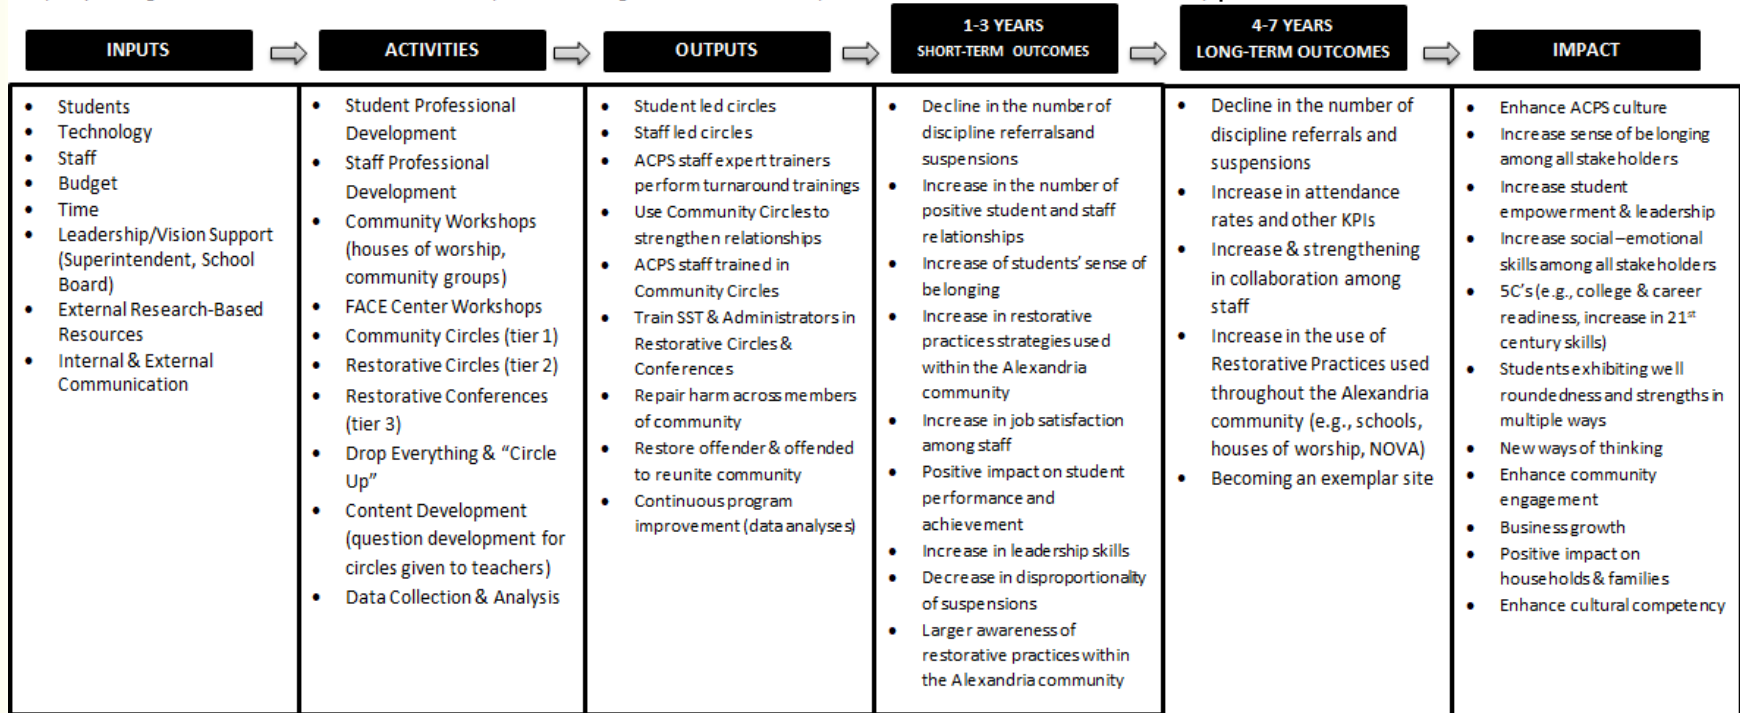 INPUTS
ACTIVITIES
OUTPUTS
1-3 YEARS
SHORT-TERM OUTCOMES
4-7 YEARS
LONG-TERM OUTCOMES
IMPACT
• Students
• Technology
• Staff
• Budget
• Time
• Leadership/Vision Support
(Superintendent, School
Board)
• External Research-Based
Resources
• Internal & External
Communication
• Student Professional
Development
• Staff Professional
Development
• Community Workshops
(houses of worship,
community groups)
• FACE Center Workshops
• Community Circles (tier 1)
• Restorative Circles (tier 2)
• Restorative Conferences
(tier 3)
• Drop Everything & “Circle
Up”
• Content Development
(question development for
circles given to teachers)
• Data Collection & Analysis
• Student led circles
• Staff led circles
• ACPS staff expert trainers
perform turnaround trainings
• Use Community Circles to
strengthen relationships
• ACPS staff trained in
Community Circles
• Train SST & Administrators in
Restorative Circles &
Conferences
• Repair harm across members
of community
• Restore offender & offended
to reunite community
• Continuous program
improvement (data analyses)
• Decline in the number of
discipline referrals and
suspensions
• Increase in the number of
positive student and staff
relationships
• Increase of students’ sense of
belonging
• Increase in restorative
practices strategies used
within the Alexandria
community
• Increase in job satisfaction
among staff
• Positive impact on student
performance and
achievement
• Increase in leadership skills
• Decrease in disproportionality
of suspensions
• Larger awareness of
restorative practices within
the Alexandria community
• Decline in the number of
discipline referrals and
suspensions
• Increase in attendance
rates and other KPIs
• Increase & strengthening
in collaboration among
staff
• Increase in the use of
Restorative Practices used
throughout the Alexandria
community (e.g., schools,
houses of worship, NOVA)
• Becoming an exemplar site
• Enhance ACPS culture
• Increase sense of belonging
among all stakeholders
• Increase student
empowerment & leadership
• Increase social –emotional
skills among all stakeholders
• 5C’s (e.g., college & career
readiness, increase in 21st
century skills)
• Students exhibiting well
roundedness and strengths in
multiple ways
• New ways of thinking
• Enhance community
engagement
• Business growth
• Positive impact on
households & families
• Enhance cultural competency